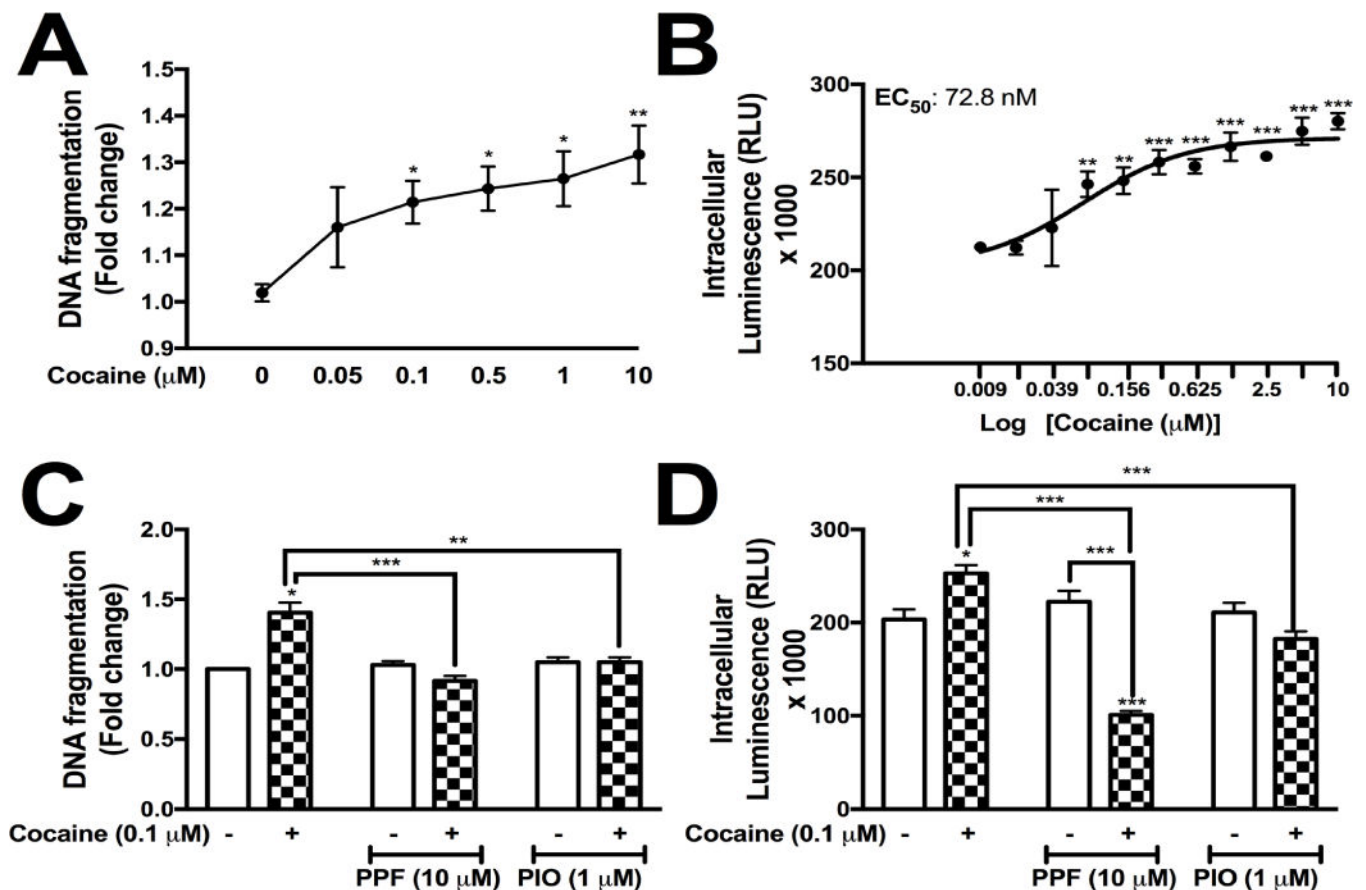 A
DNA fragmentation
(Fold change)
1.5
1.4
1.3
1.2
1.1
1.0
0.9
*
*
*
**
Cocaine (μM) 0 0.05 0.1 0.5 1 10
B
Intracellular
Luminescence (RLU)
x 1000
EC50: 72.8 nM
300
250
200
150
** ** *** *** *** *** *** ***
0.009 0.039 0.156 0.625 2.5 10
Log [Cocaine (μM)]
C
DNA fragmentation
(Fold change)
2.0
1.5
1.0
0.5
0.0
**
***
*
Cocaine (0.1 μM) - + - + - +
PPF (10 μM) PIO (1 μM)
D
Intracellular
Luminescence (RLU)
x 1000
300
200
100
0
***
***
***
*
***
Cocaine (0.1 μM) - + - + - +
PPF (10 μM) PIO (1 μM)